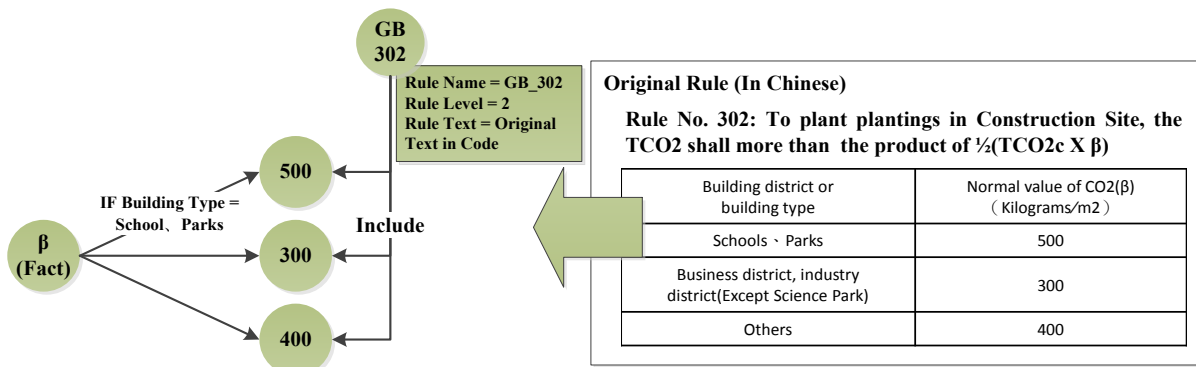 GB
302
Rule Name = GB_302
Rule Level = 2
Rule Text = Original
Text in Code
500
IF Building Type =
School、Parks
Include
β
(Fact)
300
400
Original Rule (In Chinese)
Rule No. 302: To plant plantings in Construction Site, the
TCO2 shall more than the product of ½(TCO2c X β)
Building district or
building type
Normal value of CO2(β)
（Kilograms/m2）
Schools、Parks
500
Business district, industry
district(Except Science Park)
300
Others
400